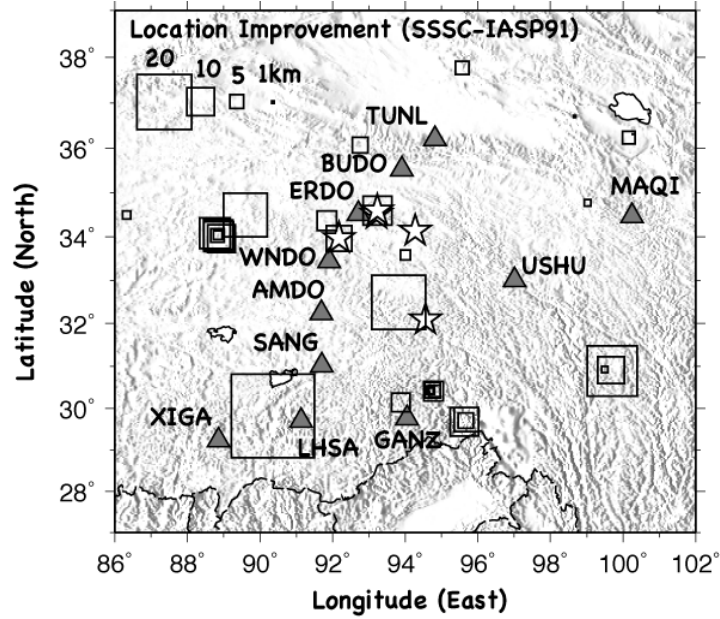 Location Improvement (SSSC-IASP91)
20 10 5 1km
TUNL
BUDO
ERDO
MAQI
WNDO
USHU
AMDO
SANG
XIGA
LHSA
GANZ
38°
36°
34°
32°
30°
28°
Latitude (North)
86° 88° 90° 92° 94° 96° 98° 100° 102°
Longitude (East)